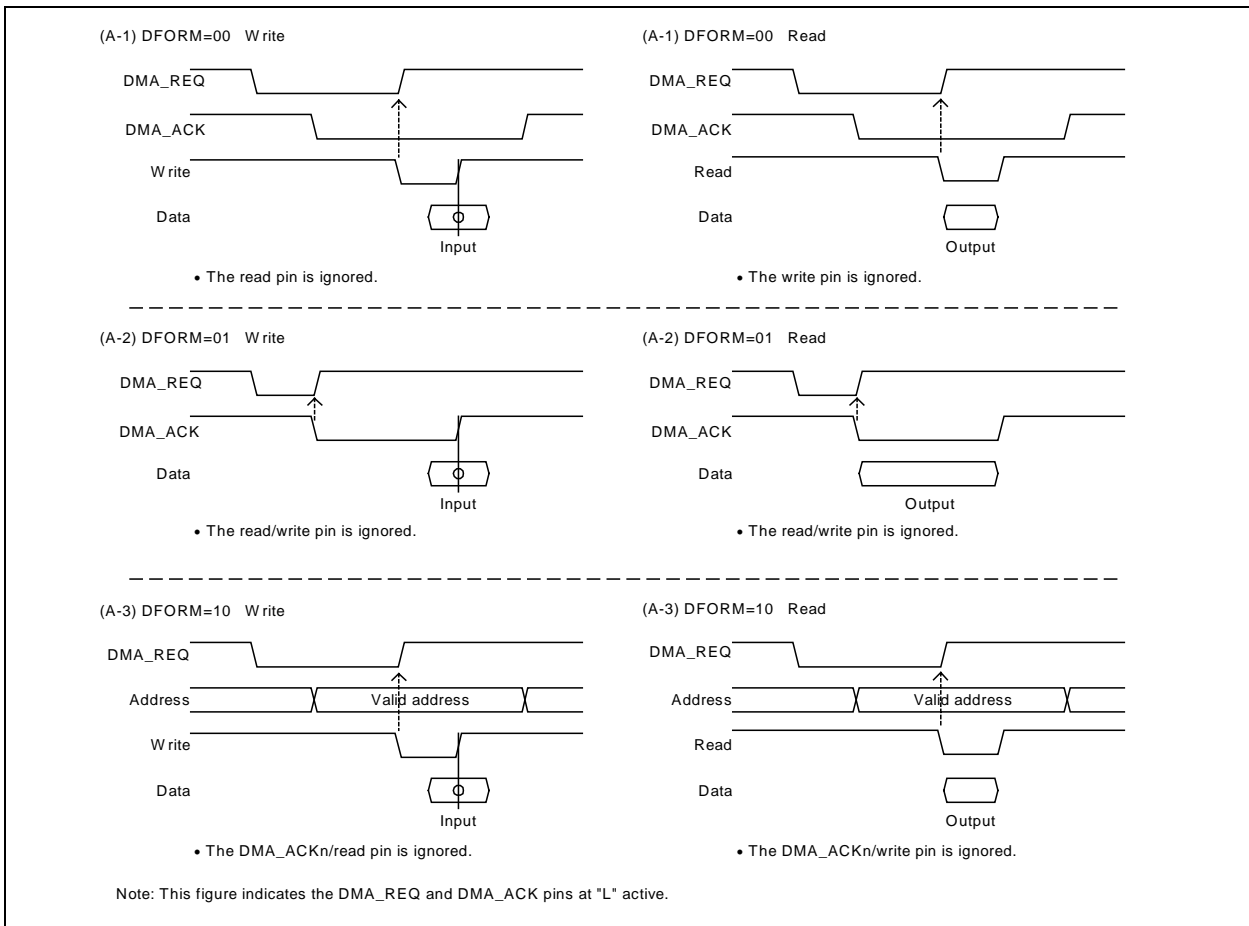 (A-1) DFORM=00 Write
DMA_REQ
DMA_ACK
Write
Data
Input
• The read pin is ignored.
(A-1) DFORM=00 Read
DMA_REQ
DMA_ACK
Read
Data
Output
• The write pin is ignored.
(A-2) DFORM=01 Write
DMA_REQ
DMA_ACK
Data
Input
• The read/write pin is ignored.
(A-2) DFORM=01 Read
DMA_REQ
DMA_ACK
Data
Output
• The read/write pin is ignored.
(A-3) DFORM=10 Write
DMA_REQ
Address
Valid address
Write
Data
Input
• The DMA_ACKn/read pin is ignored.
(A-3) DFORM=10 Read
DMA_REQ
Address
Valid address
Read
Data
Output
• The DMA_ACKn/write pin is ignored.
Note: This figure indicates the DMA_REQ and DMA_ACK pins at "L" active.